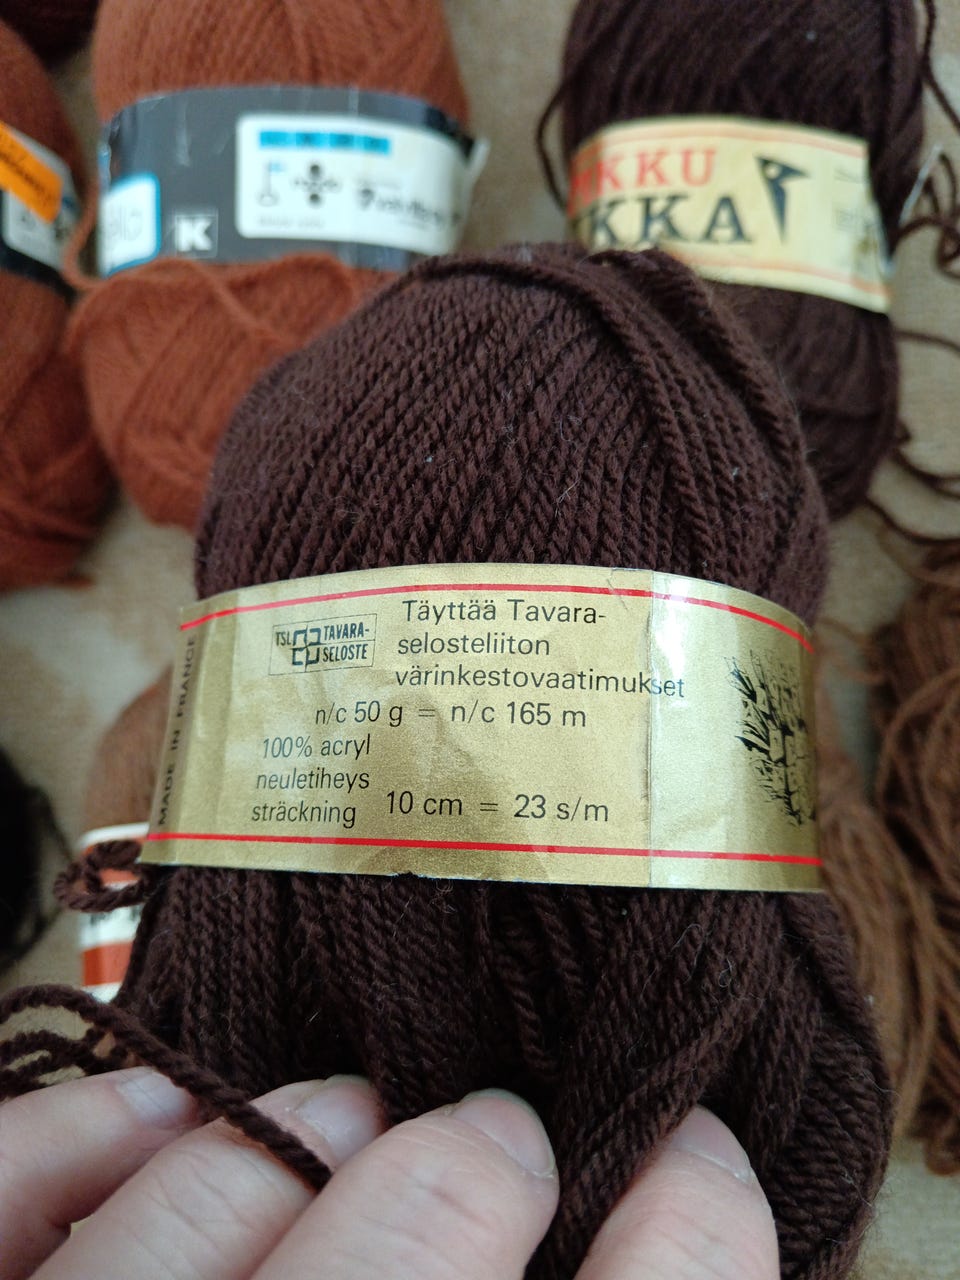 K
KKU
KKA
TSL TAVARA-
SELOSTE
Täyttää Tavara-
selosteliiton
värinkestovaatimukset
n/c 50 g = n/c 165 m
100% acryl
neuletiheys
sträckning 10 cm = 23 s/m
MADE IN FRANCE